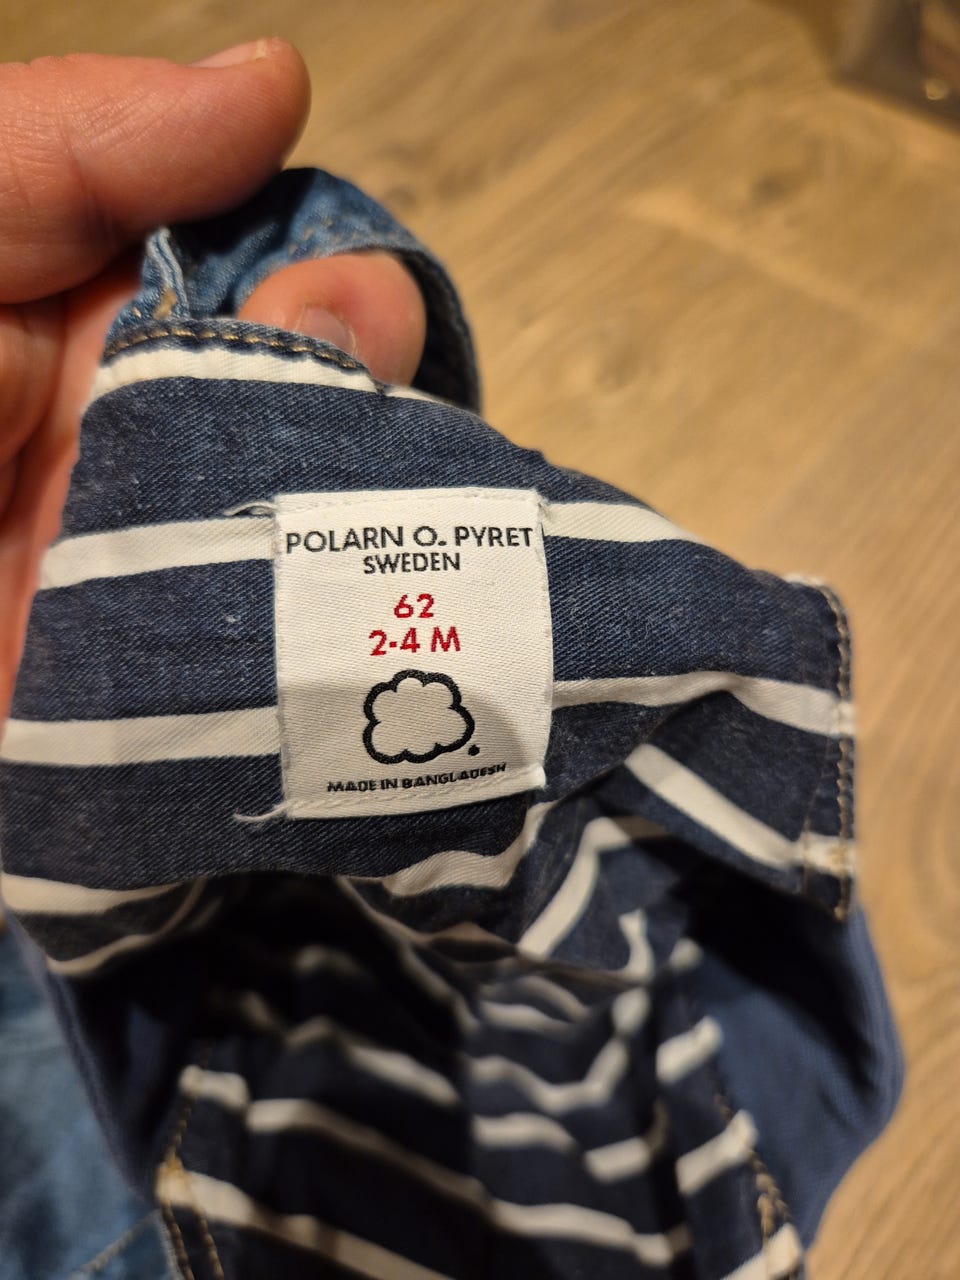 POLARN O. PYRET
SWEDEN
62
2-4 M
MADE IN BANGLADESH